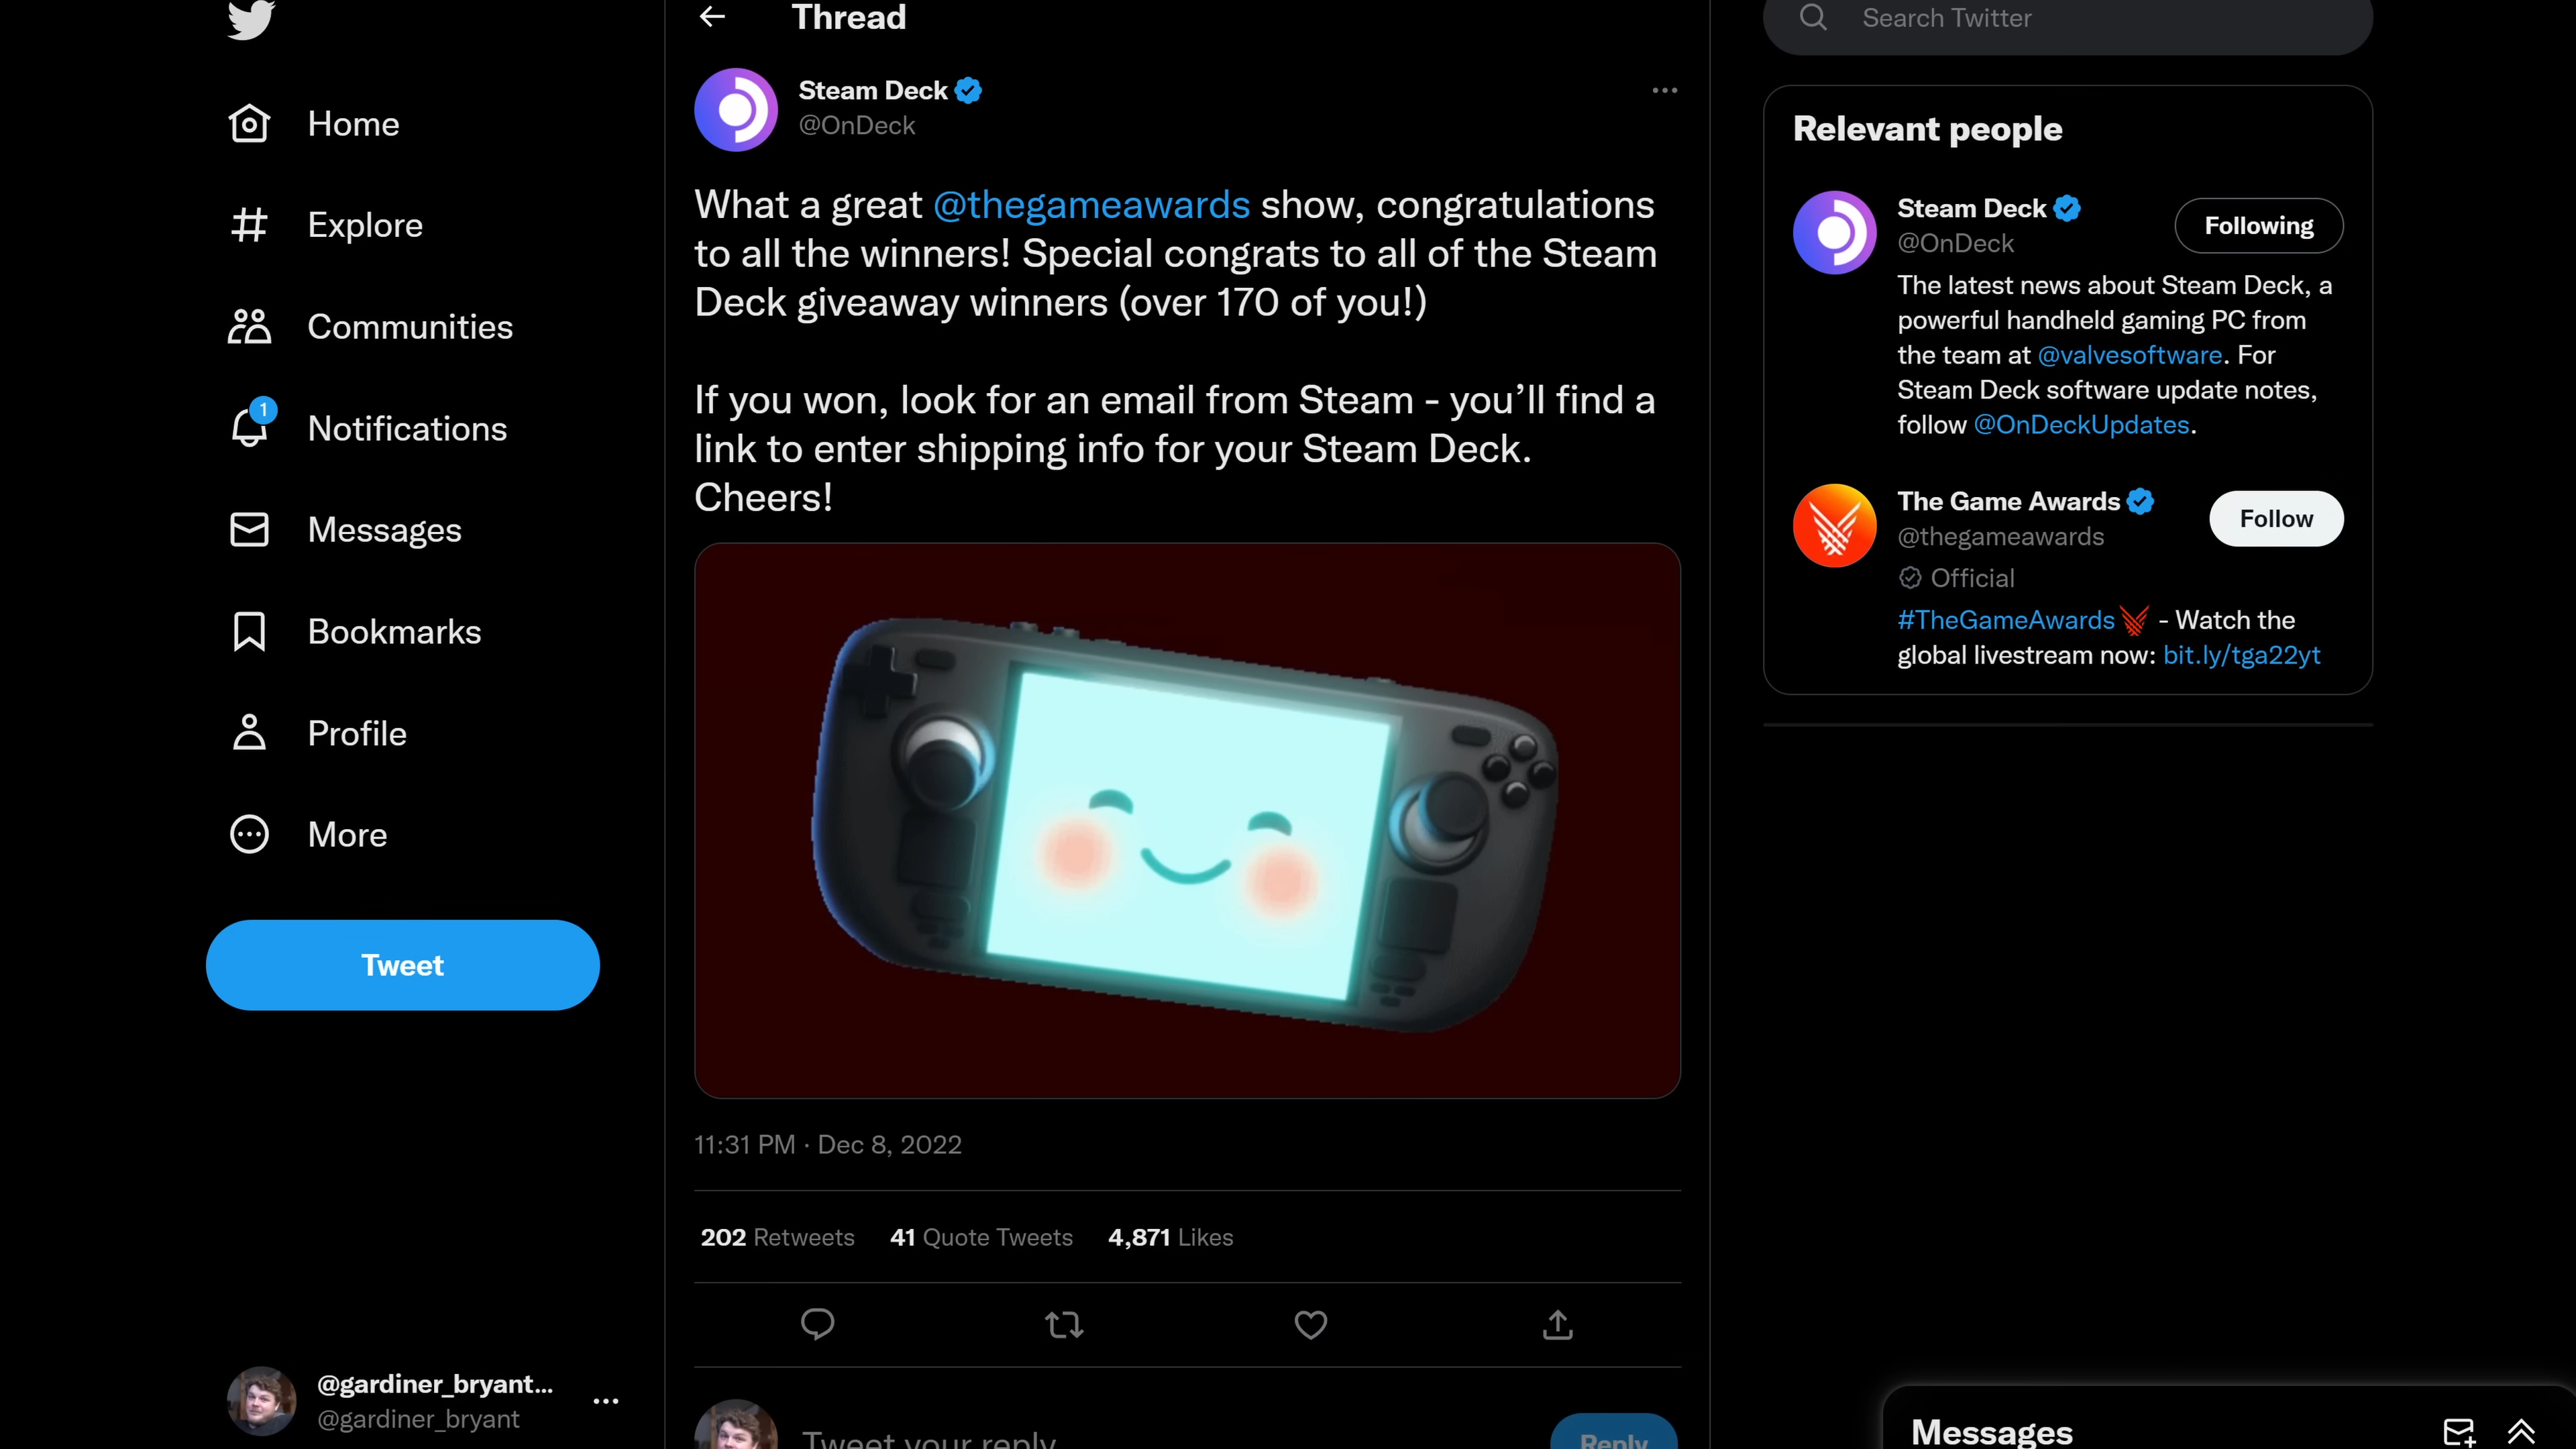 Home
Explore
Communities
1
Notifications
Messages
Bookmarks
Profile
More
Tweet
@gardiner_bryant...
@gardiner_bryant
Thread
Steam Deck
@OnDeck
What a great @thegameawards show, congratulations
to all the winners! Special congrats to all of the Steam
Deck giveaway winners (over 170 of you!)
If you won, look for an email from Steam - you’ll find a
link to enter shipping info for your Steam Deck.
Cheers!
11:31 PM · Dec 8, 2022
202 Retweets 41 Quote Tweets 4,871 Likes
Tweet your reply
Reply
Search Twitter
Relevant people
Steam Deck
@OnDeck
Following
The latest news about Steam Deck, a
powerful handheld gaming PC from
the team at @valvesoftware. For
Steam Deck software update notes,
follow @OnDeckUpdates.
The Game Awards
@thegameawards
Follow
Official
#TheGameAwards - Watch the
global livestream now: bit.ly/tga22yt
Messages